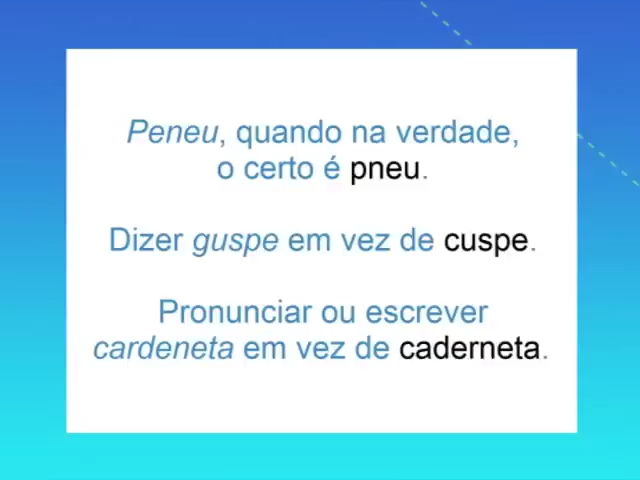 Peneu, quando na verdade,
o certo é pneu.
Dizer guspe em vez de cuspe.
Pronunciar ou escrever
cardeneta em vez de caderneta.